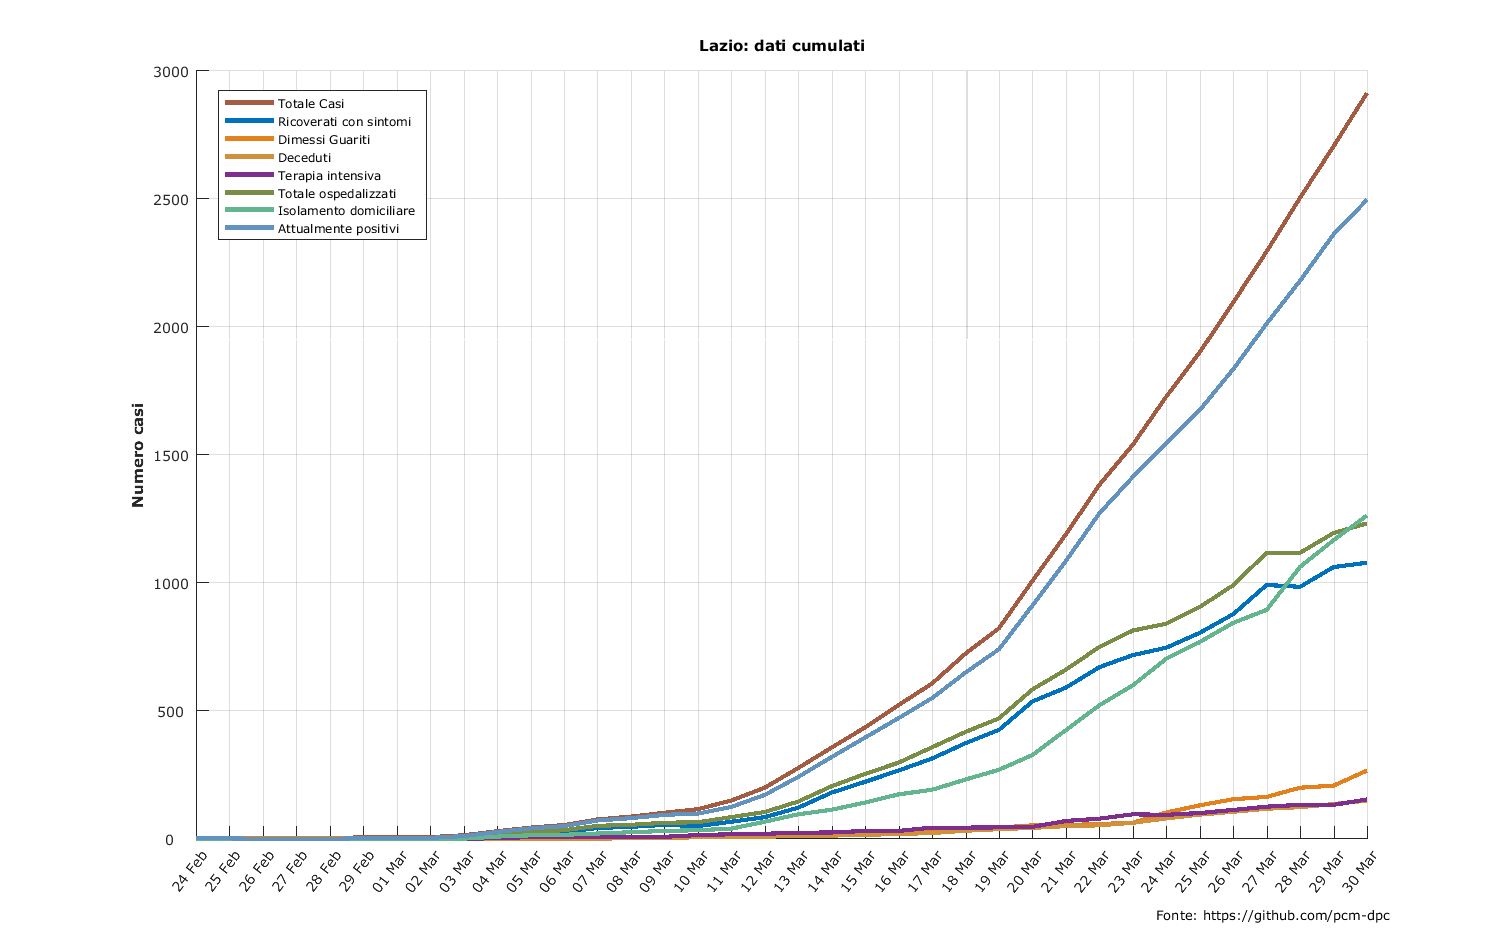 Lazio: dati cumulati
3000
2500
2000
1500
1000
500
0
Numero casi
Totale Casi
Ricoverati con sintomi
Dimessi Guariti
Deceduti
Terapia intensiva
Totale ospedalizzati
Isolamento domiciliare
Attualmente positivi
24 Feb
25 Feb
26 Feb
27 Feb
28 Feb
29 Feb
01 Mar
02 Mar
03 Mar
04 Mar
05 Mar
06 Mar
07 Mar
08 Mar
09 Mar
10 Mar
11 Mar
12 Mar
13 Mar
14 Mar
15 Mar
16 Mar
17 Mar
18 Mar
19 Mar
20 Mar
21 Mar
22 Mar
23 Mar
24 Mar
25 Mar
26 Mar
27 Mar
28 Mar
29 Mar
30 Mar
Fonte: https://github.com/pcm-dpc